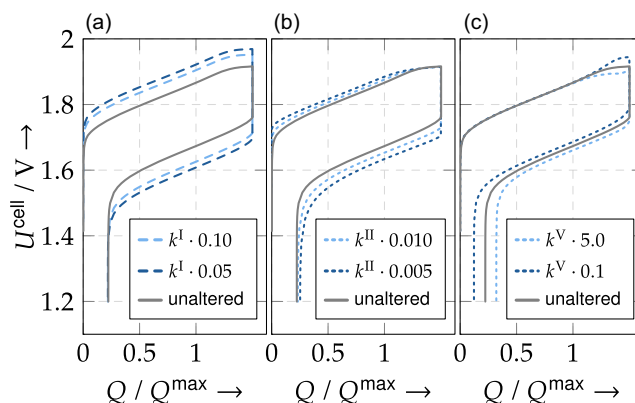 (a) (b) (c)
2
1.8
1.6
1.4
1.2
U^cell / V →
k^I · 0.10
k^I · 0.05
unaltered
k^II · 0.010
k^II · 0.005
unaltered
k^V · 5.0
k^V · 0.1
unaltered
0 0.5 1 0 0.5 1 0 0.5 1
Q / Q^max → Q / Q^max → Q / Q^max →